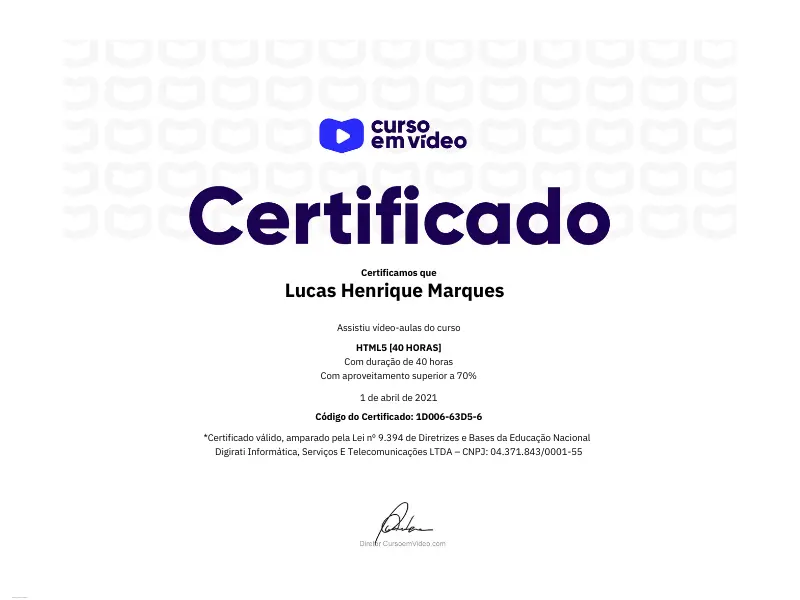 curso
em vídeo
Certificado
Certificamos que
Lucas Henrique Marques
Assistiu vídeo-aulas do curso
HTML5 [40 HORAS]
Com duração de 40 horas
Com aproveitamento superior a 70%
1 de abril de 2021
Código do Certificado: 1D006-63D5-6
*Certificado válido, amparado pela Lei nº 9.394 de Diretrizes e Bases da Educação Nacional
Digirati Informática, Serviços E Telecomunicações LTDA – CNPJ: 04.371.843/0001-55
Diretor CursoemVideo.com